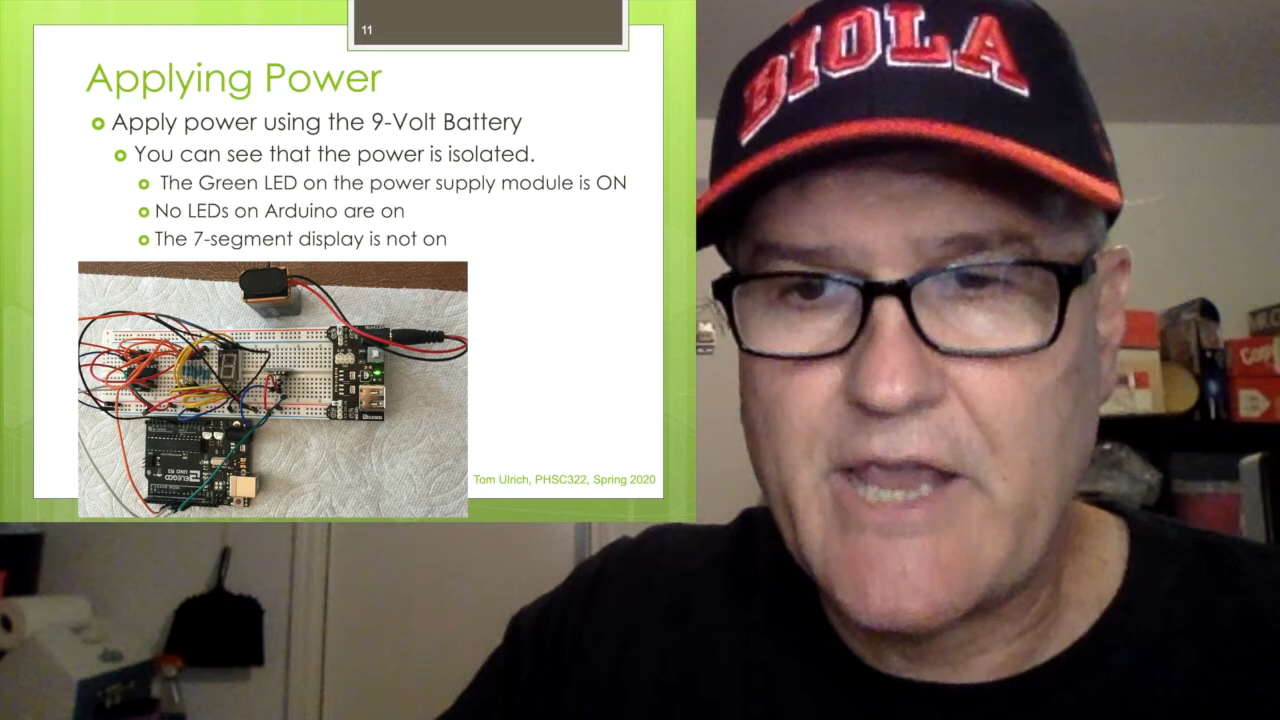 11
Applying Power
Apply power using the 9-Volt Battery
You can see that the power is isolated.
The Green LED on the power supply module is ON
No LEDs on Arduino are on
The 7-segment display is not on
ELEGOO
UNO R3
Tom Ulrich, PHSC322, Spring 2020
BIOLA